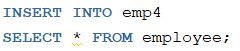 INSERT INTO emp4
SELECT * FROM employee;